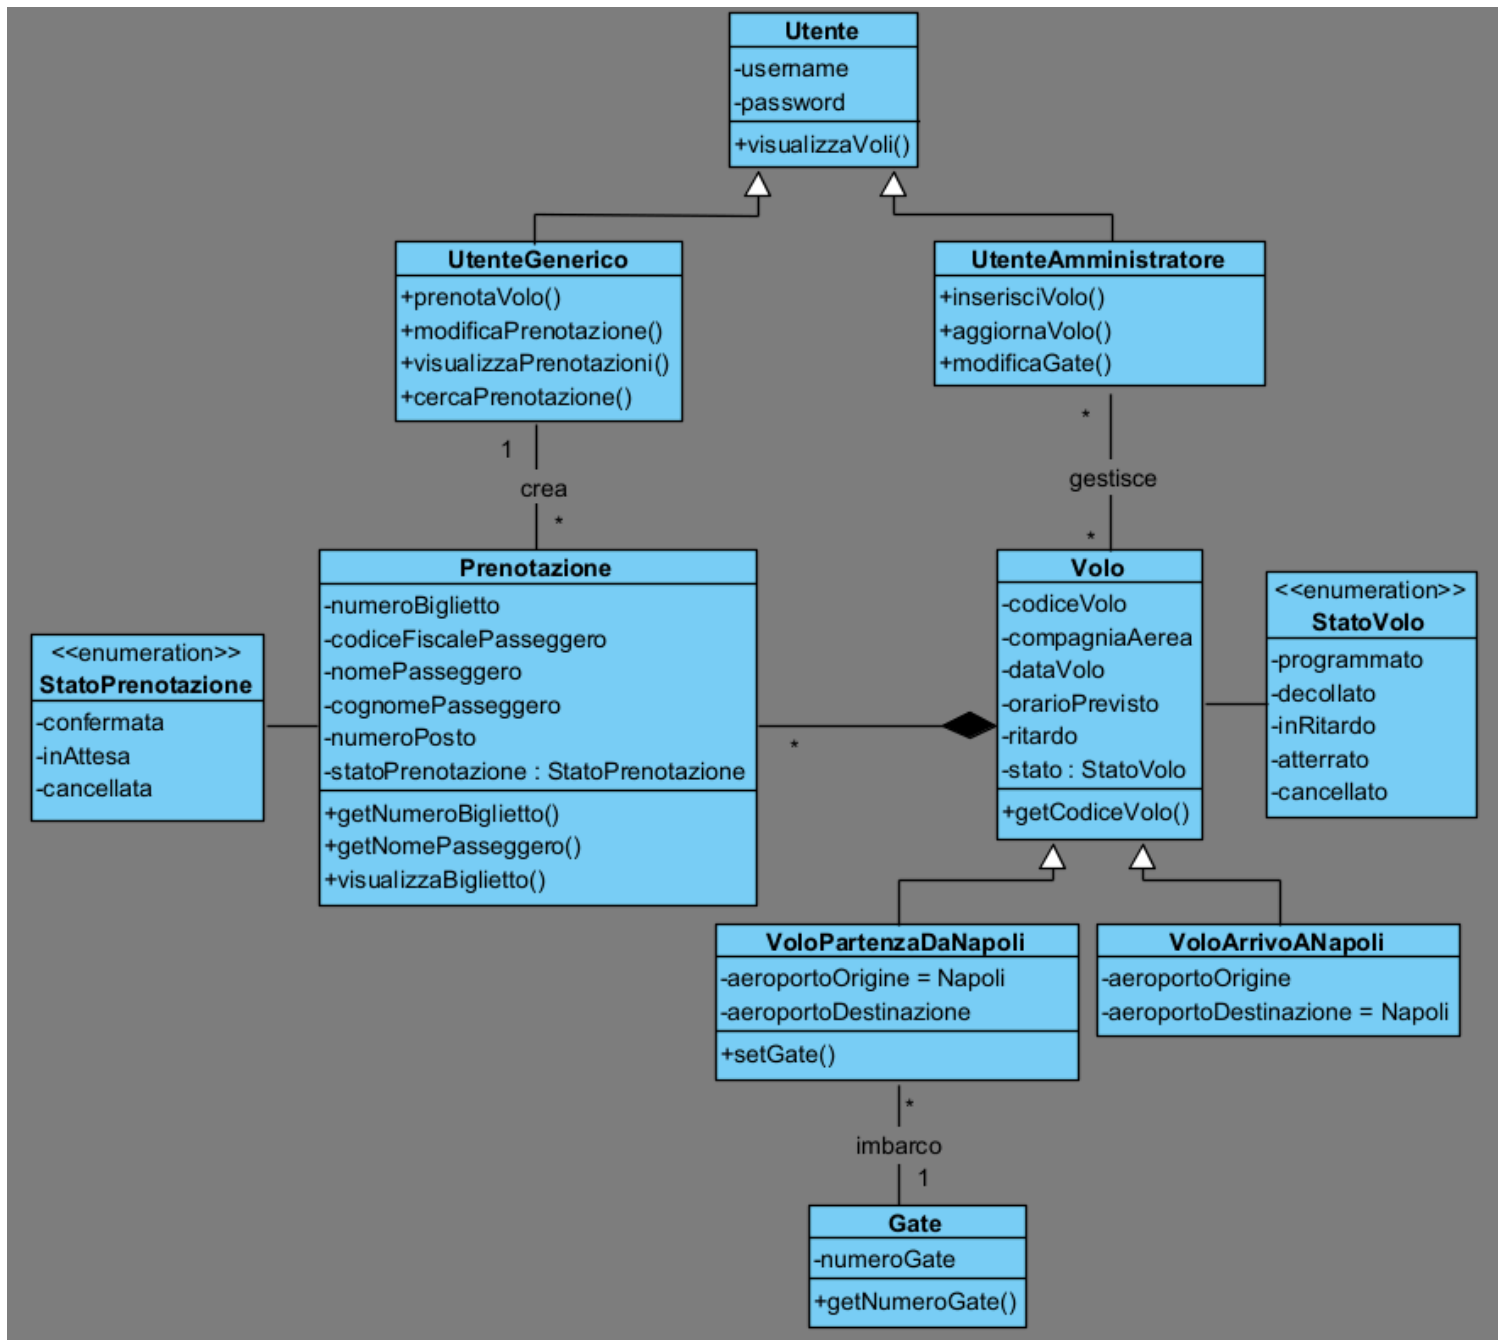 Utente
-username
-password
+visualizzaVoli()
UtenteGenerico
+prenotaVolo()
+modificaPrenotazione()
+visualizzaPrenotazioni()
+cercaPrenotazione()
UtenteAmministratore
+inserisciVolo()
+aggiornaVolo()
+modificaGate()
1
crea
*
*
gestisce
*
<<enumeration>>
StatoPrenotazione
-confermata
-inAttesa
-cancellata
Prenotazione
-numeroBiglietto
-codiceFiscalePasseggero
-nomePasseggero
-cognomePasseggero
-numeroPosto
-statoPrenotazione : StatoPrenotazione
+getNumeroBiglietto()
+getNomePasseggero()
+visualizzaBiglietto()
*
Volo
-codiceVolo
-compagniaAerea
-dataVolo
-orarioPrevisto
-ritardo
-stato : StatoVolo
+getCodiceVolo()
<<enumeration>>
StatoVolo
-programmato
-decollato
-inRitardo
-atterrato
-cancellato
VoloPartenzaDaNapoli
-aeroportoOrigine = Napoli
-aeroportoDestinazione
+setGate()
VoloArrivoANapoli
-aeroportoOrigine
-aeroportoDestinazione = Napoli
*
imbarco
1
Gate
-numeroGate
+getNumeroGate()